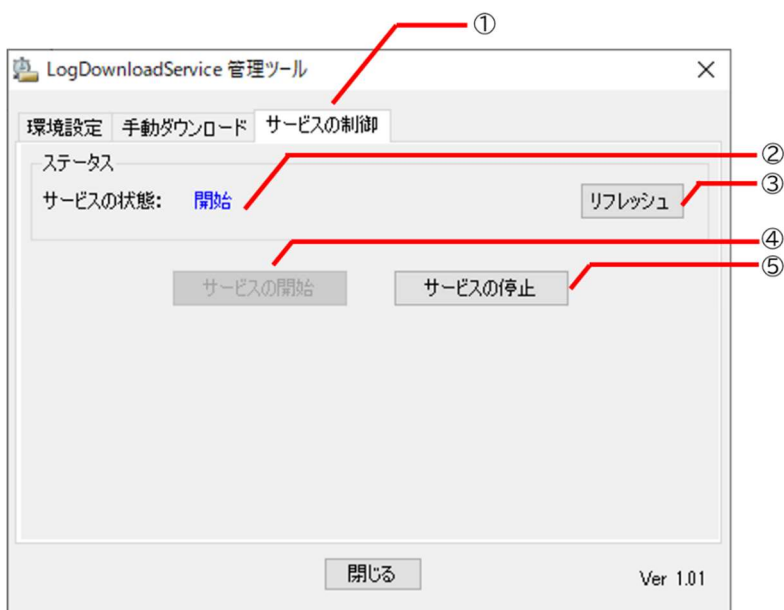 ①
LogDownloadService 管理ツール
環境設定 手動ダウンロード サービスの制御
②
ステータス
③
サービスの状態: 開始
リフレッシュ
④
⑤
サービスの開始 サービスの停止
閉じる
Ver 1.01